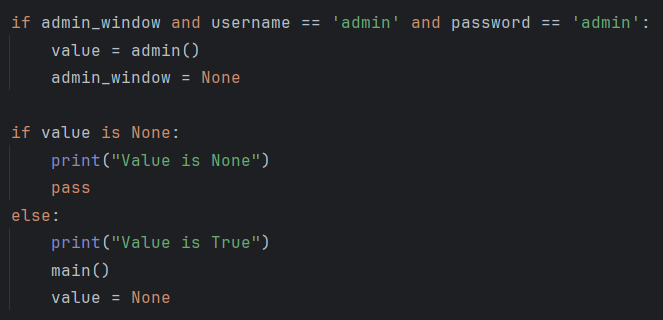 if admin_window and username == 'admin' and password == 'admin':
    value = admin()
    admin_window = None

if value is None:
    print("Value is None")
    pass
else:
    print("Value is True")
    main()
    value = None